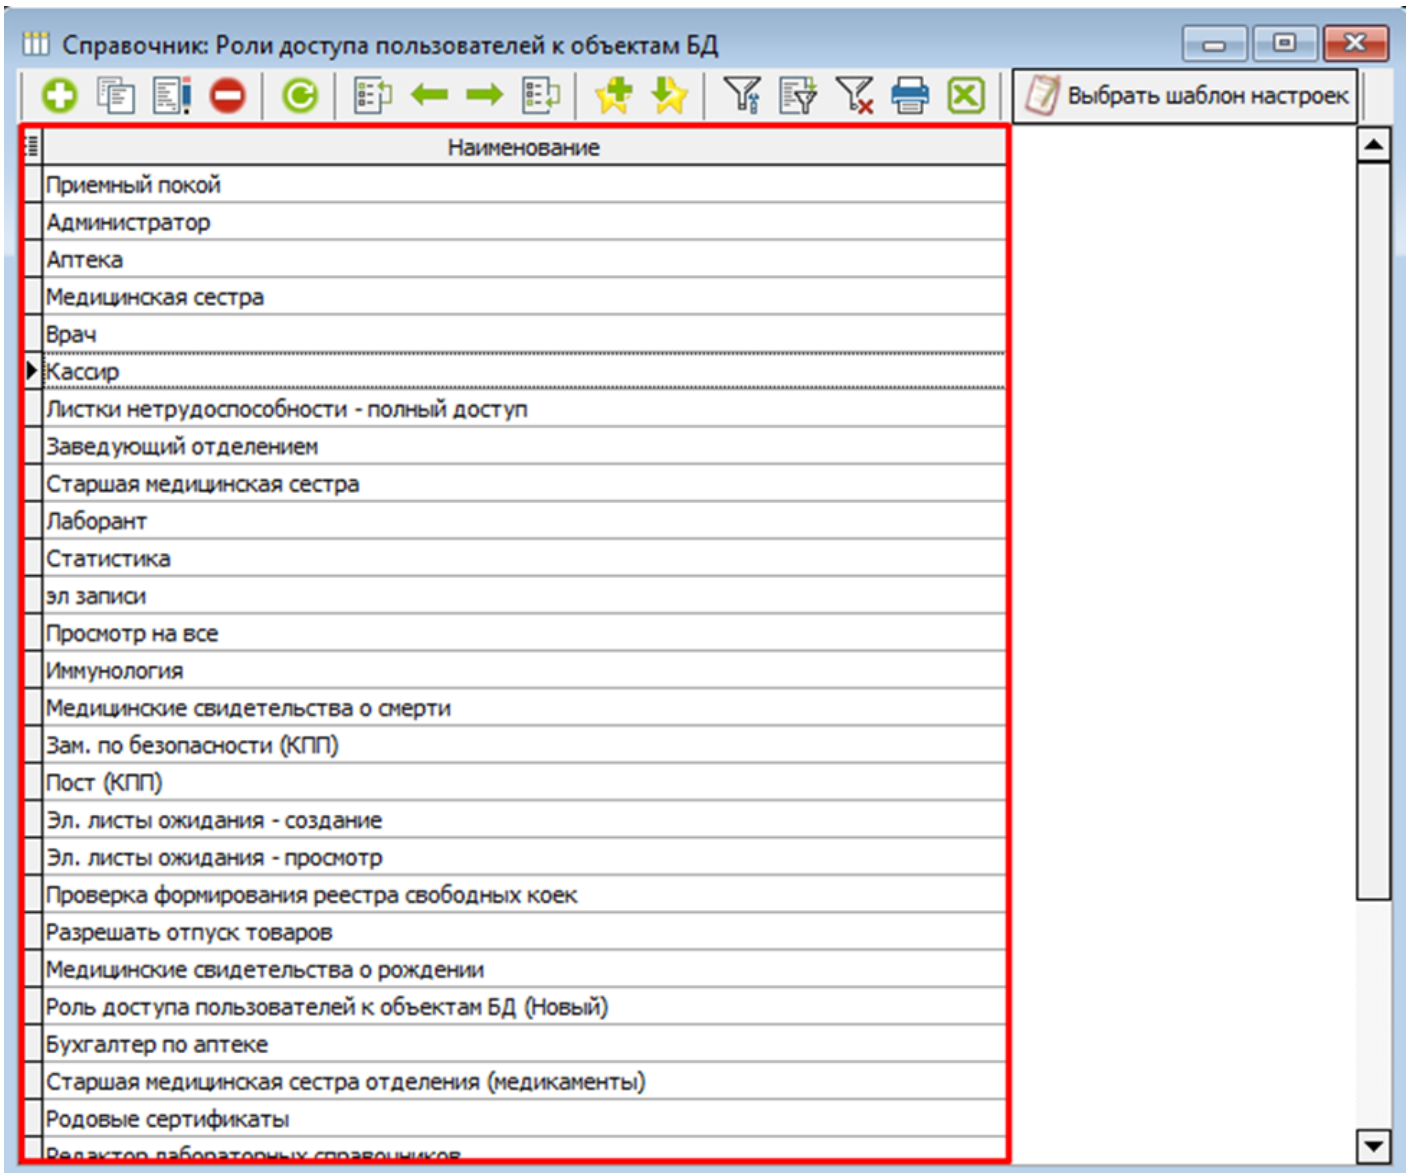 Справочник: Роли доступа пользователей к объектам БД
Выбрать шаблон настроек
Наименование
Приемный покой
Администратор
Аптека
Медицинская сестра
Врач
Кассир
Листки нетрудоспособности - полный доступ
Заведующий отделением
Старшая медицинская сестра
Лаборант
Статистика
эл записи
Просмотр на все
Иммунология
Медицинские свидетельства о смерти
Зам. по безопасности (КПП)
Пост (КПП)
Эл. листы ожидания - создание
Эл. листы ожидания - просмотр
Проверка формирования реестра свободных коек
Разрешать отпуск товаров
Медицинские свидетельства о рождении
Роль доступа пользователей к объектам БД (Новый)
Бухгалтер по аптеке
Старшая медицинская сестра отделения (медикаменты)
Родовые сертификаты
Редактор лабораторных справочников